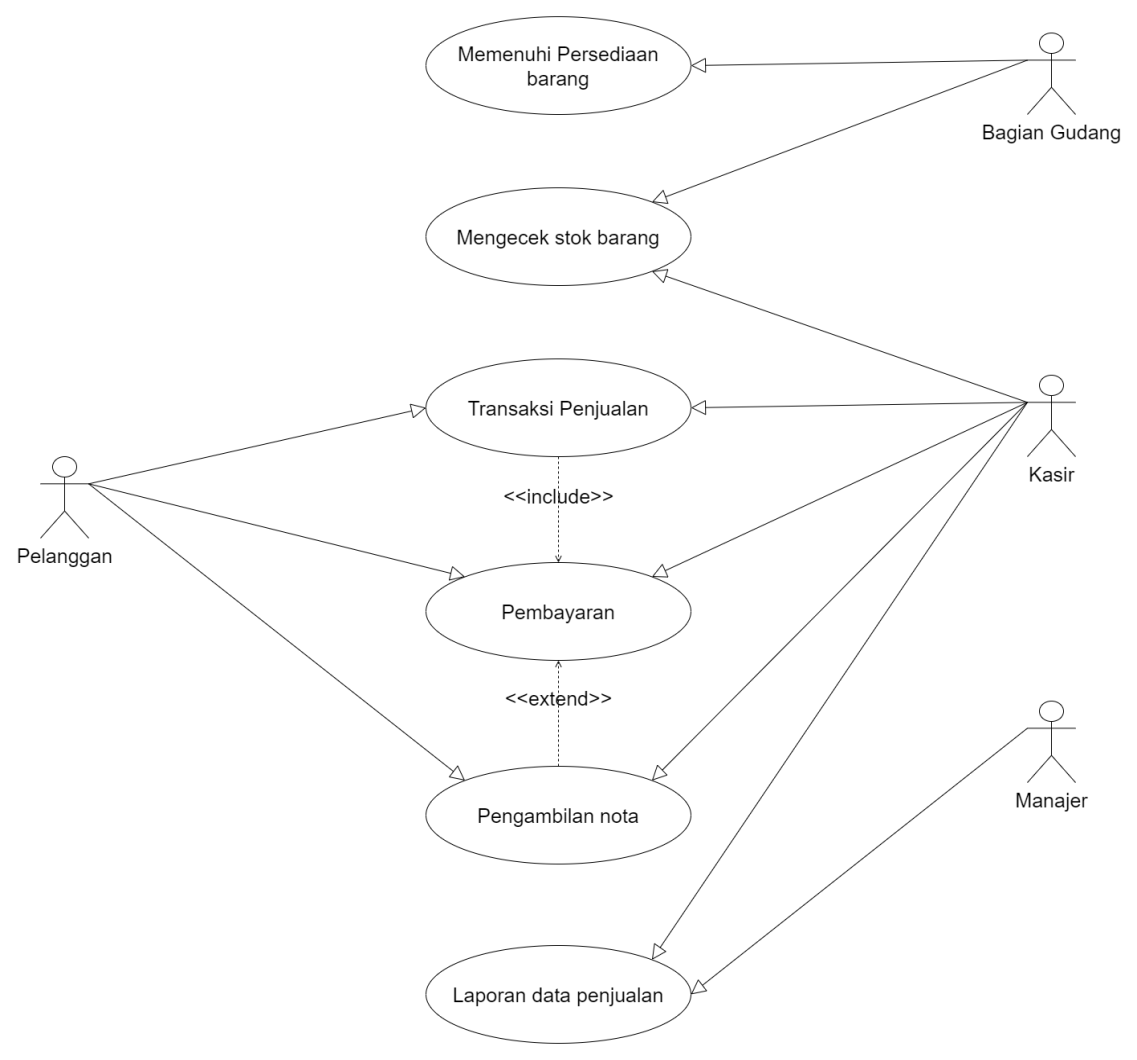 Memenuhi Persediaan
barang
Bagian Gudang
Mengecek stok barang
Transaksi Penjualan
Kasir
<<include>>
Pelanggan
Pembayaran
<<extend>>
Manajer
Pengambilan nota
Laporan data penjualan